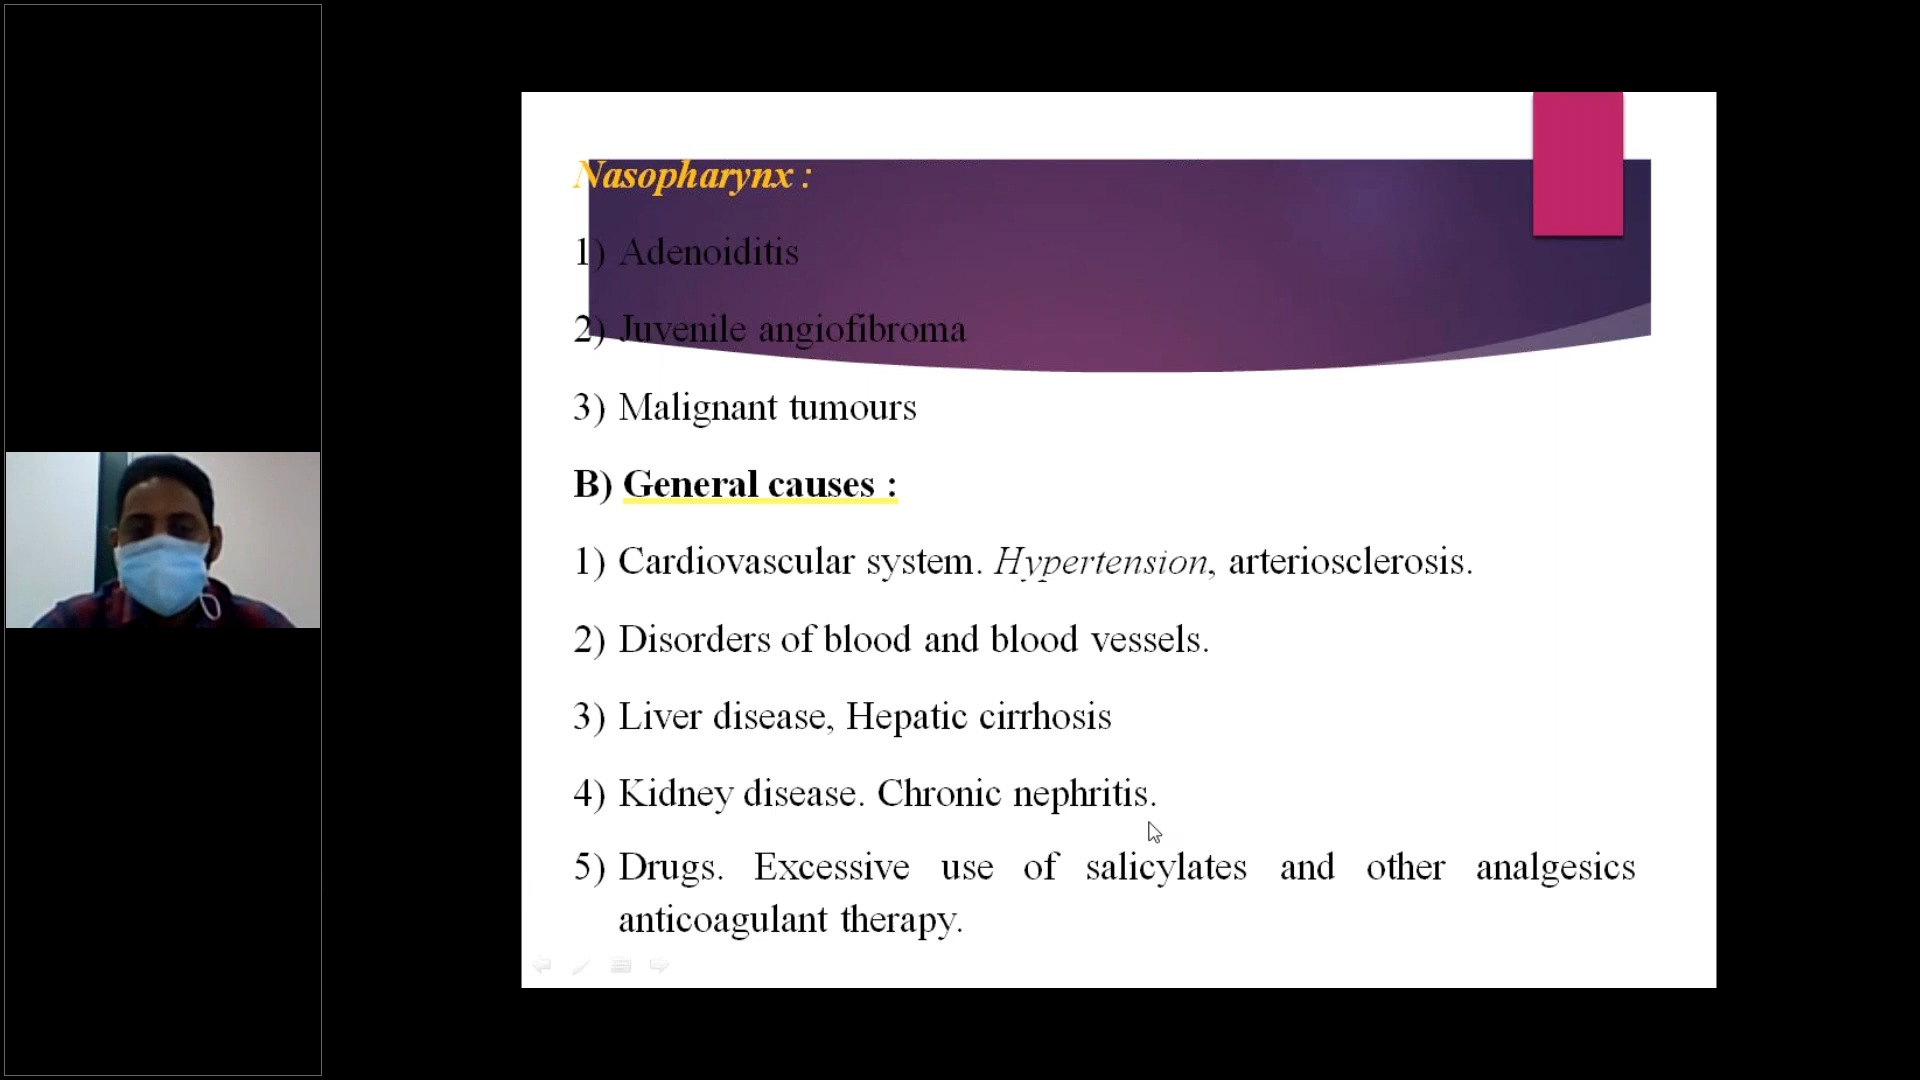 Nasopharynx :
1) Adenoiditis
2) Juvenile angiofibroma
3) Malignant tumours
B) General causes :
1) Cardiovascular system. Hypertension, arteriosclerosis.
2) Disorders of blood and blood vessels.
3) Liver disease, Hepatic cirrhosis
4) Kidney disease. Chronic nephritis.
5) Drugs. Excessive use of salicylates and other analgesics
anticoagulant therapy.